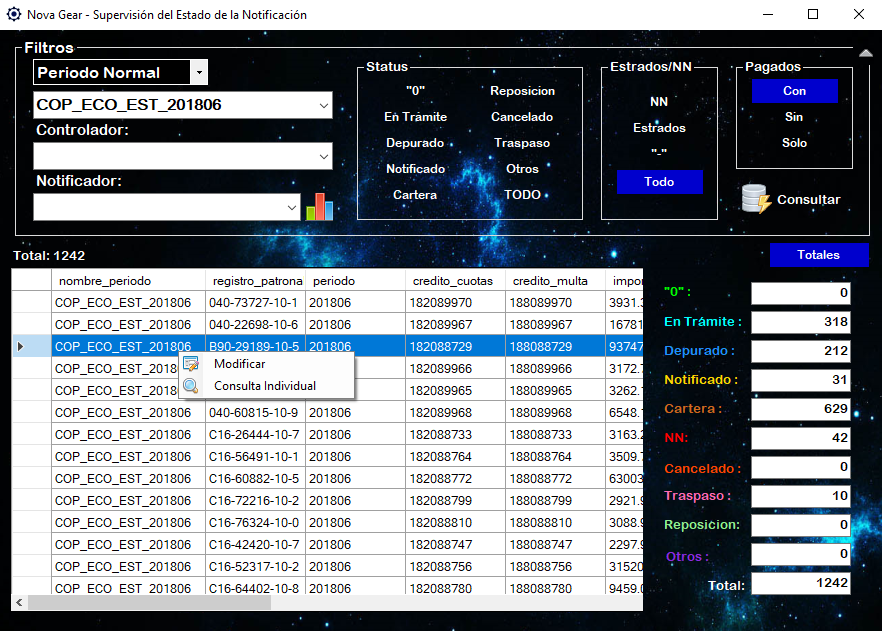 Nova Gear - Supervisión del Estado de la Notificación
Filtros
Periodo Normal
COP_ECO_EST_201806
Controlador:
Notificador:
Status
"0" Reposicion
En Trámite Cancelado
Depurado Traspaso
Notificado Otros
Cartera TODO
Estrados/NN
NN
Estrados
"-"
Todo
Pagados
Con
Sin
Sólo
Consultar
Total: 1242
Totales
nombre_periodo registro_patrona periodo credito_cuotas credito_multa impor
COP_ECO_EST_201806 040-73727-10-1 201806 182089970 188089970 3931.3
COP_ECO_EST_201806 040-22698-10-6 201806 182089967 188089967 16781
COP_ECO_EST_201806 B90-29189-10-5 201806 182088729 188088729 93747
COP_ECO_EST_2018 182089966 188089966 3172.7
COP_ECO_EST_2018 182089965 188089965 3262.
COP_ECO_EST_201806 040-60815-10-9 201806 182089968 188089968 6548.
COP_ECO_EST_201806 C16-26444-10-7 201806 182088733 188088733 3163.2
COP_ECO_EST_201806 C16-56491-10-1 201806 182088764 188088764 3509.7
COP_ECO_EST_201806 C16-60882-10-5 201806 182088772 188088772 63003
COP_ECO_EST_201806 C16-72216-10-2 201806 182088799 188088799 2921.9
COP_ECO_EST_201806 C16-76324-10-0 201806 182088810 188088810 3088.9
COP_ECO_EST_201806 C16-42420-10-7 201806 182088747 188088747 2297.9
COP_ECO_EST_201806 C16-52317-10-2 201806 182088756 188088756 31520
COP_ECO_EST_201806 C16-64402-10-8 201806 182088780 188088780 9459.0
Modificar
Consulta Individual
"0" : 0
En Trámite : 318
Depurado : 212
Notificado : 31
Cartera : 629
NN: 42
Cancelado : 0
Traspaso : 10
Reposicion: 0
Otros : 0
Total: 1242